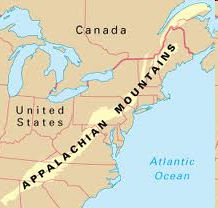 Canada
APPALACHIAN MOUNTAINS
United
States
Atlantic
Ocean